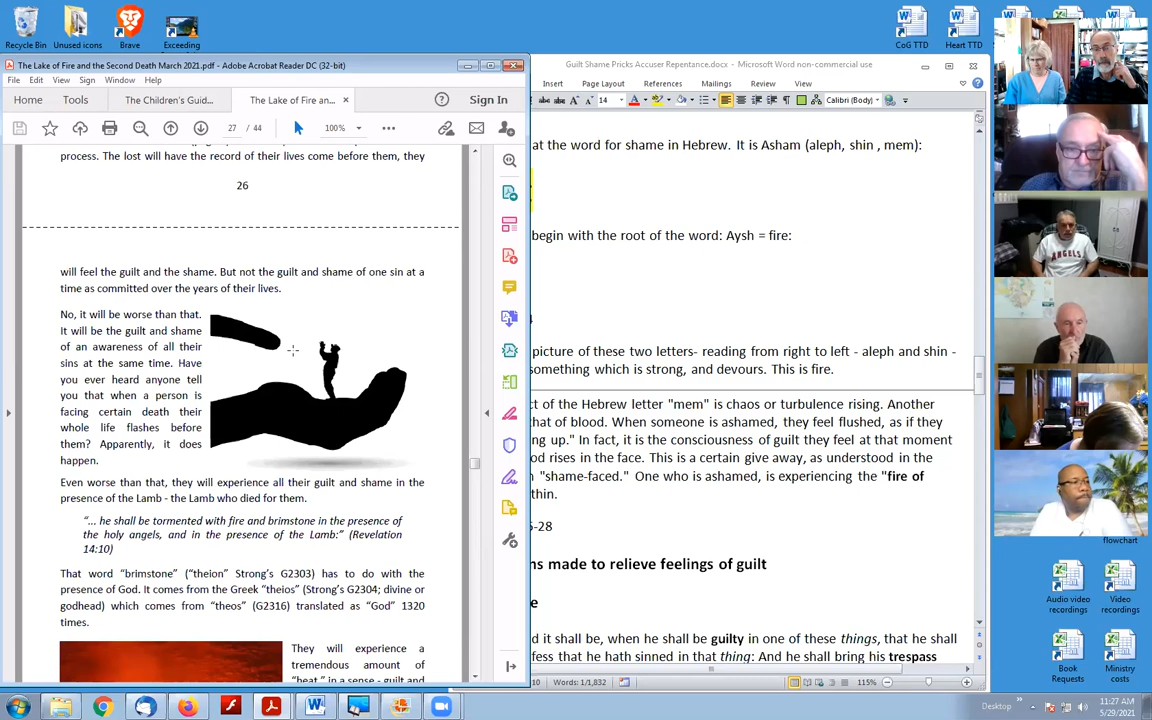 Recycle Bin
Unused icons
Brave
Exceeding
CoG TTD
Heart TTD
The Lake of Fire and the Second Death March 2021.pdf - Adobe Acrobat Reader DC (32-bit)
File Edit View Sign Window Help
Home Tools The Children's Guid... The Lake of Fire an... × Sign In
27 / 44 100%
process. The lost will have the record of their lives come before them, they
26
will feel the guilt and the shame. But not the guilt and shame of one sin at a
time as committed over the years of their lives.
No, it will be worse than that.
It will be the guilt and shame
of an awareness of all their
sins at the same time. Have
you ever heard anyone tell
you that when a person is
facing certain death their
whole life flashes before
them? Apparently, it does
happen.
Even worse than that, they will experience all their guilt and shame in the
presence of the Lamb - the Lamb who died for them.
"... he shall be tormented with fire and brimstone in the presence of
the holy angels, and in the presence of the Lamb:" (Revelation
14:10)
That word "brimstone" ("theion" Strong's G2303) has to do with the
presence of God. It comes from the Greek "theios" (Strong's G2304; divine or
godhead) which comes from "theos" (G2316) translated as "God" 1320
times.
They will experience a
tremendous amount of
"heat," in a sense - guilt and
Guilt Shame Pricks Accuser Repentance.docx - Microsoft Word non-commercial use
Page Layout References Mailings Review View
14 Calibri (Body)
at the word for shame in Hebrew. It is Asham (aleph, shin , mem):
begin with the root of the word: Aysh = fire:
picture of these two letters- reading from right to left - aleph and shin -
something which is strong, and devours. This is fire.
ct of the Hebrew letter "mem" is chaos or turbulence rising. Another
that of blood. When someone is ashamed, they feel flushed, as if they
ng up." In fact, it is the consciousness of guilt they feel at that moment
od rises in the face. This is a certain give away, as understood in the
n "shame-faced." One who is ashamed, is experiencing the "fire of
thin.
5-28
ns made to relieve feelings of guilt
e
d it shall be, when he shall be guilty in one of these things, that he shall
fess that he hath sinned in that thing: And he shall bring his trespass
10 Words: 1/1,832 115%
ANGELS
flowchart
Audio video recordings
Video recordings
Book Requests
Ministry costs
Desktop
11:27 AM
5/29/2021